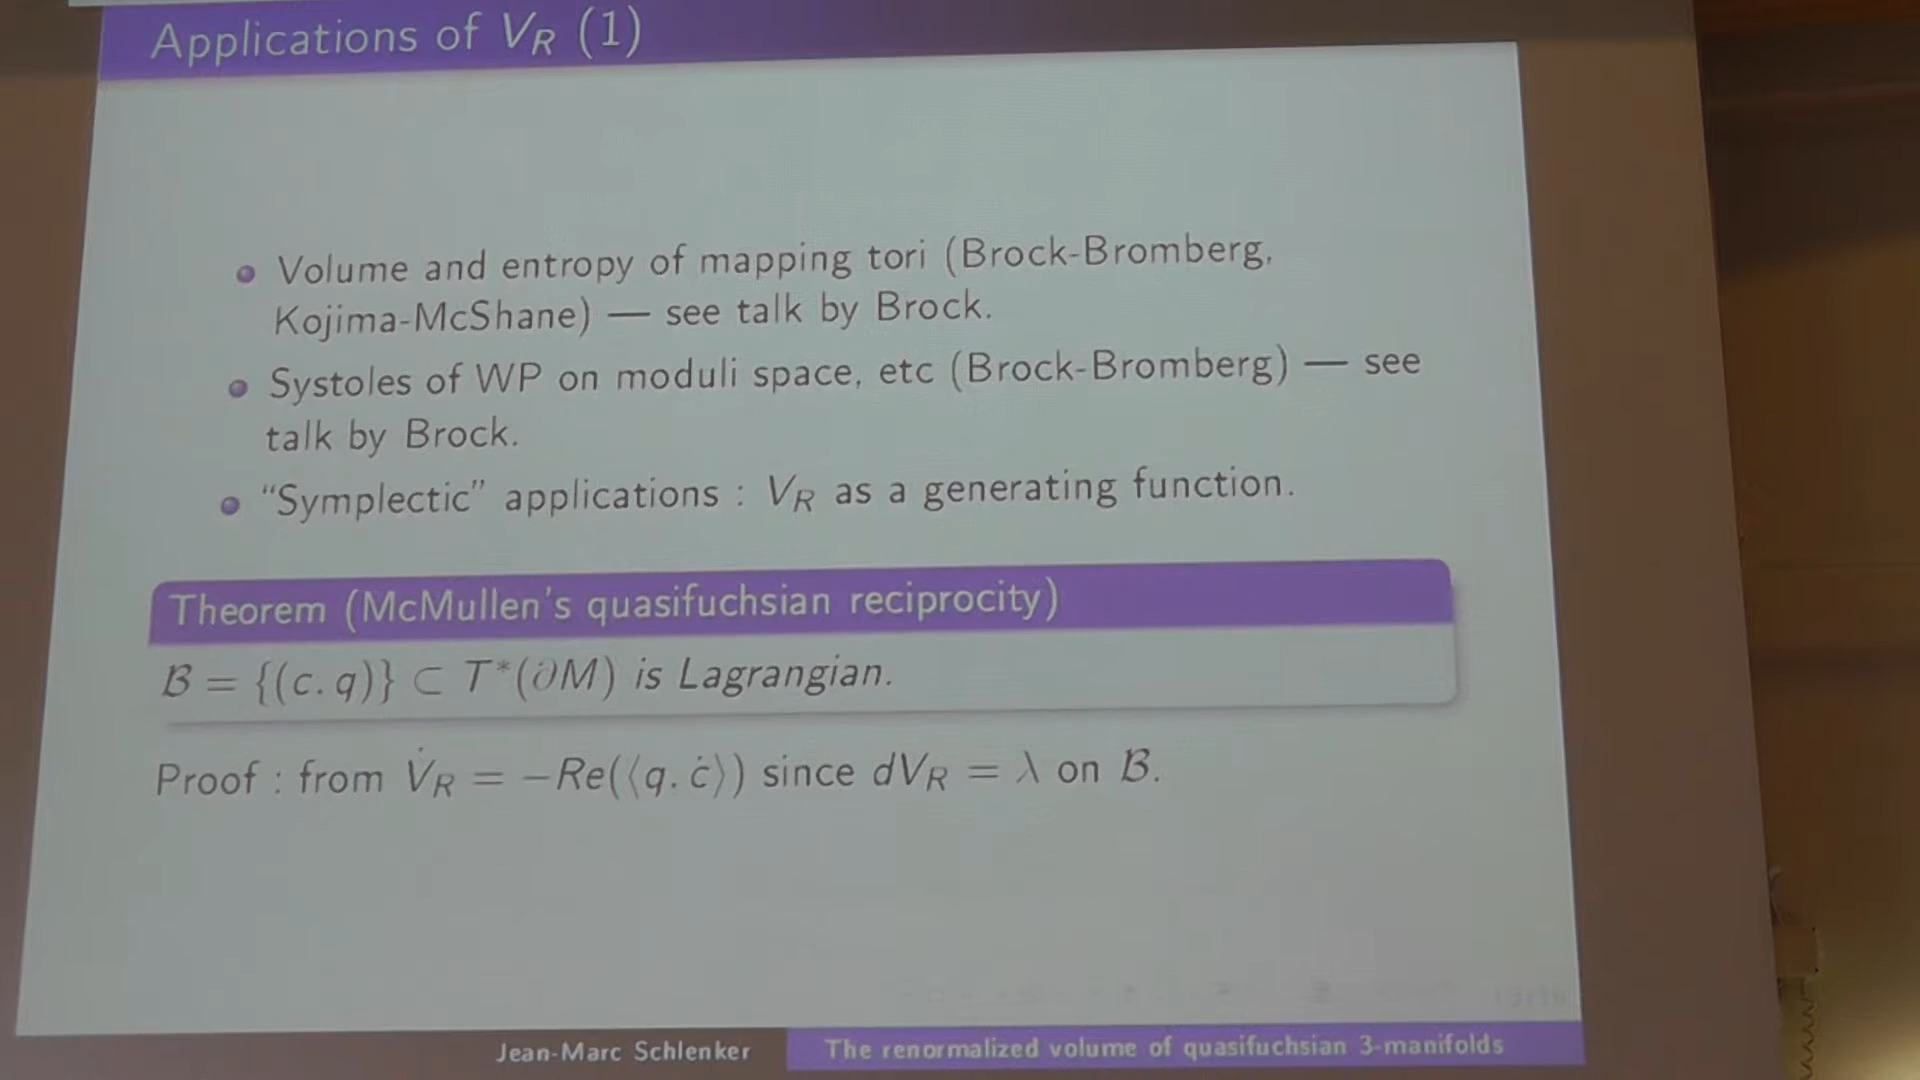 Applications of V_R (1)
Volume and entropy of mapping tori (Brock-Bromberg,
Kojima-McShane) — see talk by Brock.
Systoles of WP on moduli space, etc (Brock-Bromberg) — see
talk by Brock.
“Symplectic” applications : V_R as a generating function.
Theorem (McMullen's quasifuchsian reciprocity)
ℬ = {(c, q)} ⊂ T*(∂M) is Lagrangian.
Proof : from V̇_R = −Re(⟨q, ċ⟩) since dV_R = λ on ℬ.
Jean-Marc Schlenker
The renormalized volume of quasifuchsian 3-manifolds